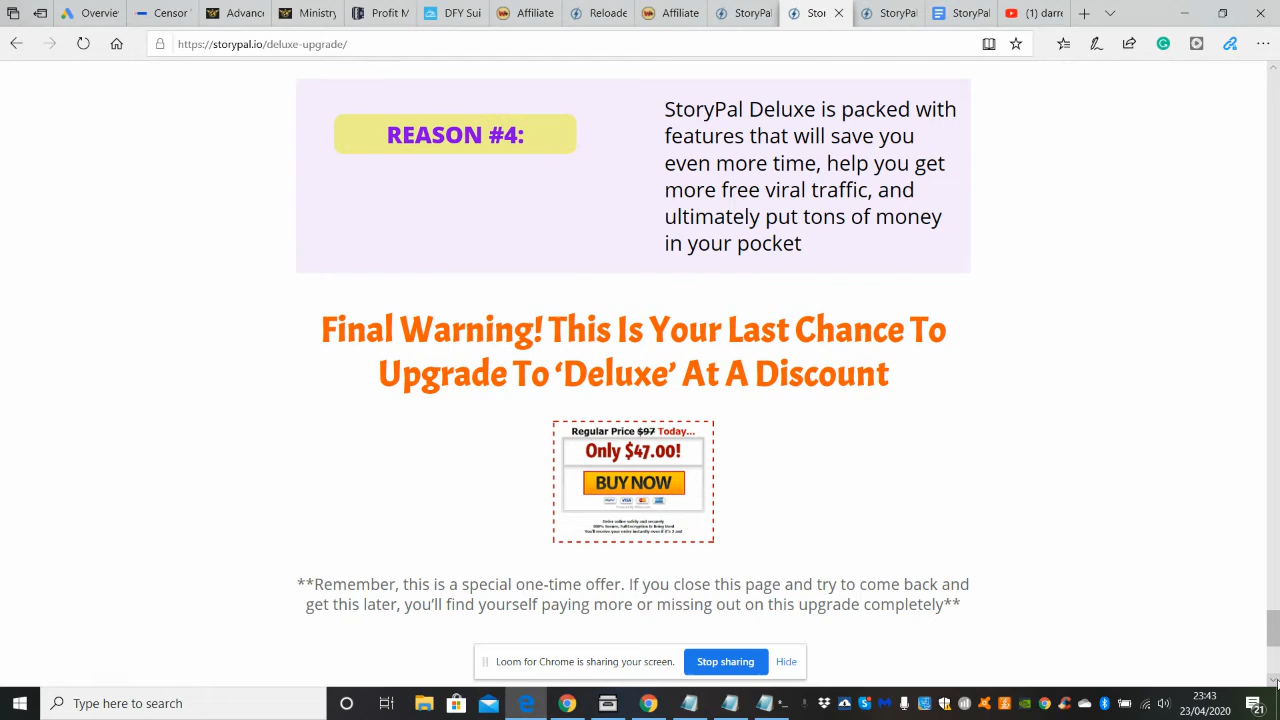 Overvie
Censor
Advanc
Ministry
Profit M
DFY Sui
Affiliate
Reloade
Affiliate
StoryPal
Stor
StoryPal
StoryPal
(1) darre
https://storypal.io/deluxe-upgrade/
REASON #4:
StoryPal Deluxe is packed with
features that will save you
even more time, help you get
more free viral traffic, and
ultimately put tons of money
in your pocket
Final Warning! This Is Your Last Chance To
Upgrade To ‘Deluxe’ At A Discount
Regular Price $97 Today...
Only $47.00!
BUY NOW
Order online safely and securely
**Remember, this is a special one-time offer. If you close this page and try to come back and
get this later, you’ll find yourself paying more or missing out on this upgrade completely**
Loom for Chrome is sharing your screen.
Stop sharing
Hide
Type here to search
23:43
23/04/2020
21